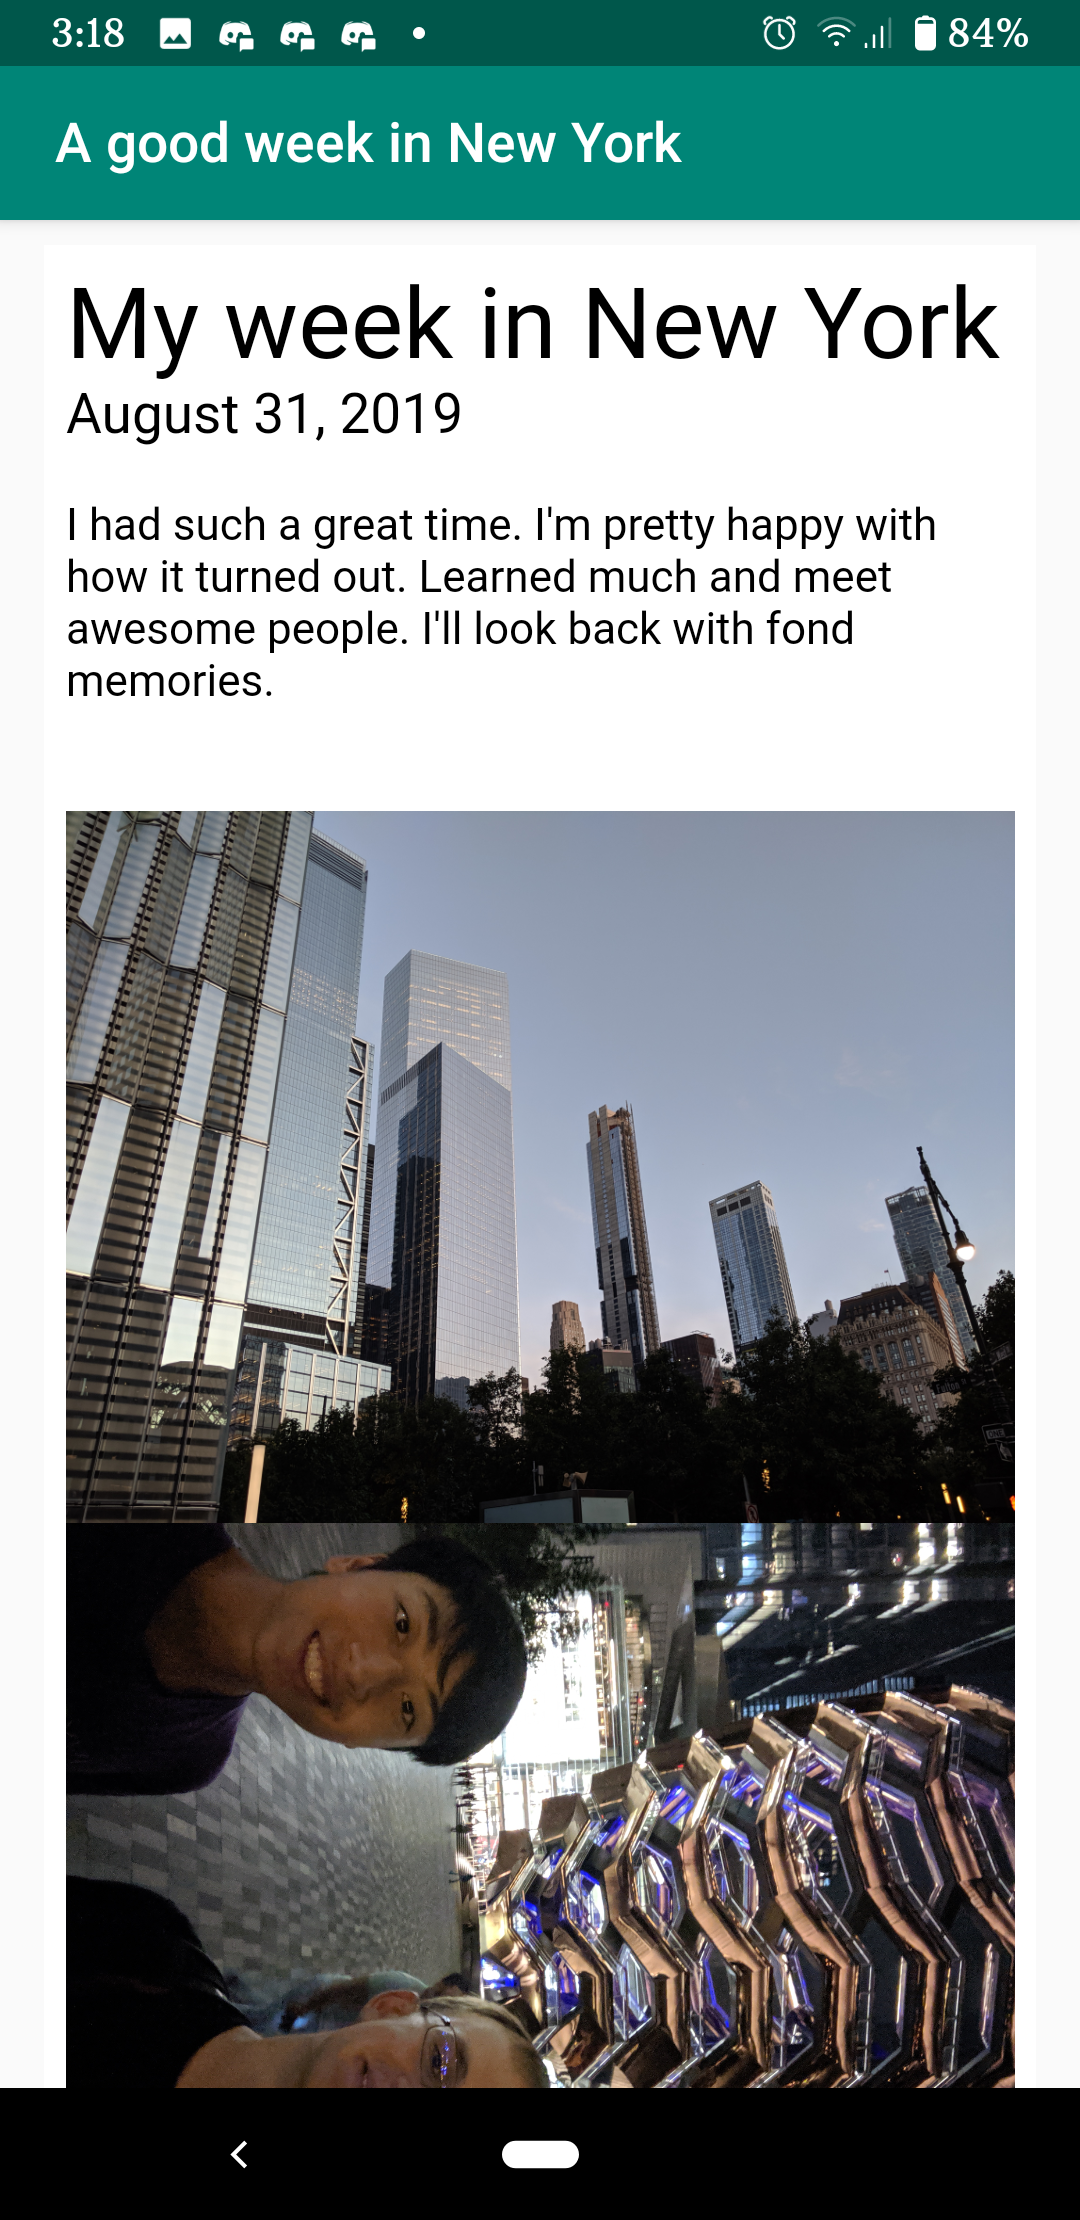 3:18 84%
A good week in New York
My week in New York
August 31, 2019
I had such a great time. I'm pretty happy with
how it turned out. Learned much and meet
awesome people. I'll look back with fond
memories.